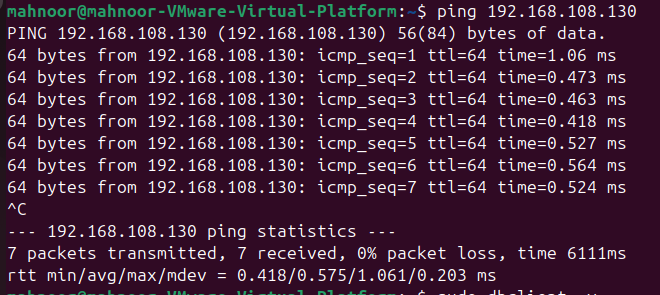 mahnoor@mahnoor-VMware-Virtual-Platform:~$ ping 192.168.108.130
PING 192.168.108.130 (192.168.108.130) 56(84) bytes of data.
64 bytes from 192.168.108.130: icmp_seq=1 ttl=64 time=1.06 ms
64 bytes from 192.168.108.130: icmp_seq=2 ttl=64 time=0.473 ms
64 bytes from 192.168.108.130: icmp_seq=3 ttl=64 time=0.463 ms
64 bytes from 192.168.108.130: icmp_seq=4 ttl=64 time=0.418 ms
64 bytes from 192.168.108.130: icmp_seq=5 ttl=64 time=0.527 ms
64 bytes from 192.168.108.130: icmp_seq=6 ttl=64 time=0.564 ms
64 bytes from 192.168.108.130: icmp_seq=7 ttl=64 time=0.524 ms
^C
--- 192.168.108.130 ping statistics ---
7 packets transmitted, 7 received, 0% packet loss, time 6111ms
rtt min/avg/max/mdev = 0.418/0.575/1.061/0.203 ms
mahnoor@mahnoor-VMware-Virtual-Platform:~$ sudo dhclient